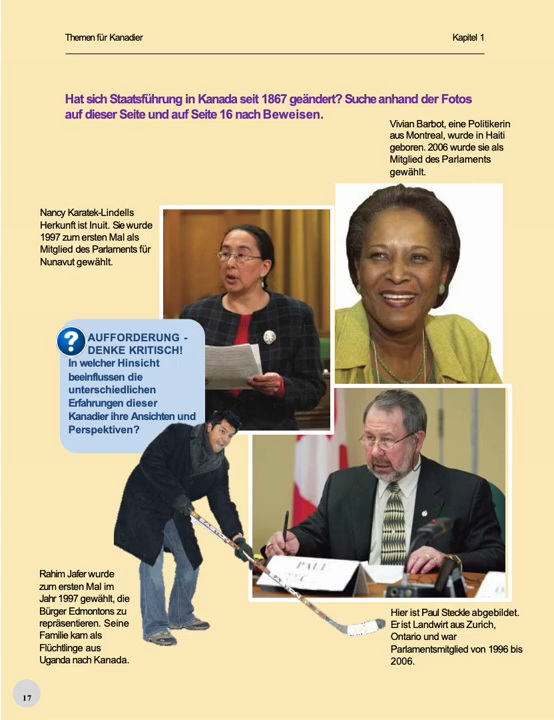 Themen für Kanadier
Kapitel 1
Hat sich Staatsführung in Kanada seit 1867 geändert? Suche anhand der Fotos
auf dieser Seite und auf Seite 16 nach Beweisen.
Vivian Barbot, eine Politikerin
aus Montreal, wurde in Haiti
geboren. 2006 wurde sie als
Mitglied des Parlaments
gewählt.
Nancy Karatek-Lindells
Herkunft ist Inuit. Sie wurde
1997 zum ersten Mal als
Mitglied des Parlaments für
Nunavut gewählt.
?
AUFFORDERUNG -
DENKE KRITISCH!
In welcher Hinsicht
beeinflussen die
unterschiedlichen
Erfahrungen dieser
Kanadier ihre Ansichten und
Perspektiven?
PAUL
Rahim Jafer wurde
zum ersten Mal im
Jahr 1997 gewählt, die
Bürger Edmontons zu
repräsentieren. Seine
Familie kam als
Flüchtlinge aus
Uganda nach Kanada.
Hier ist Paul Steckle abgebildet.
Er ist Landwirt aus Zurich,
Ontario und war
Parlamentsmitglied von 1996 bis
2006.
17